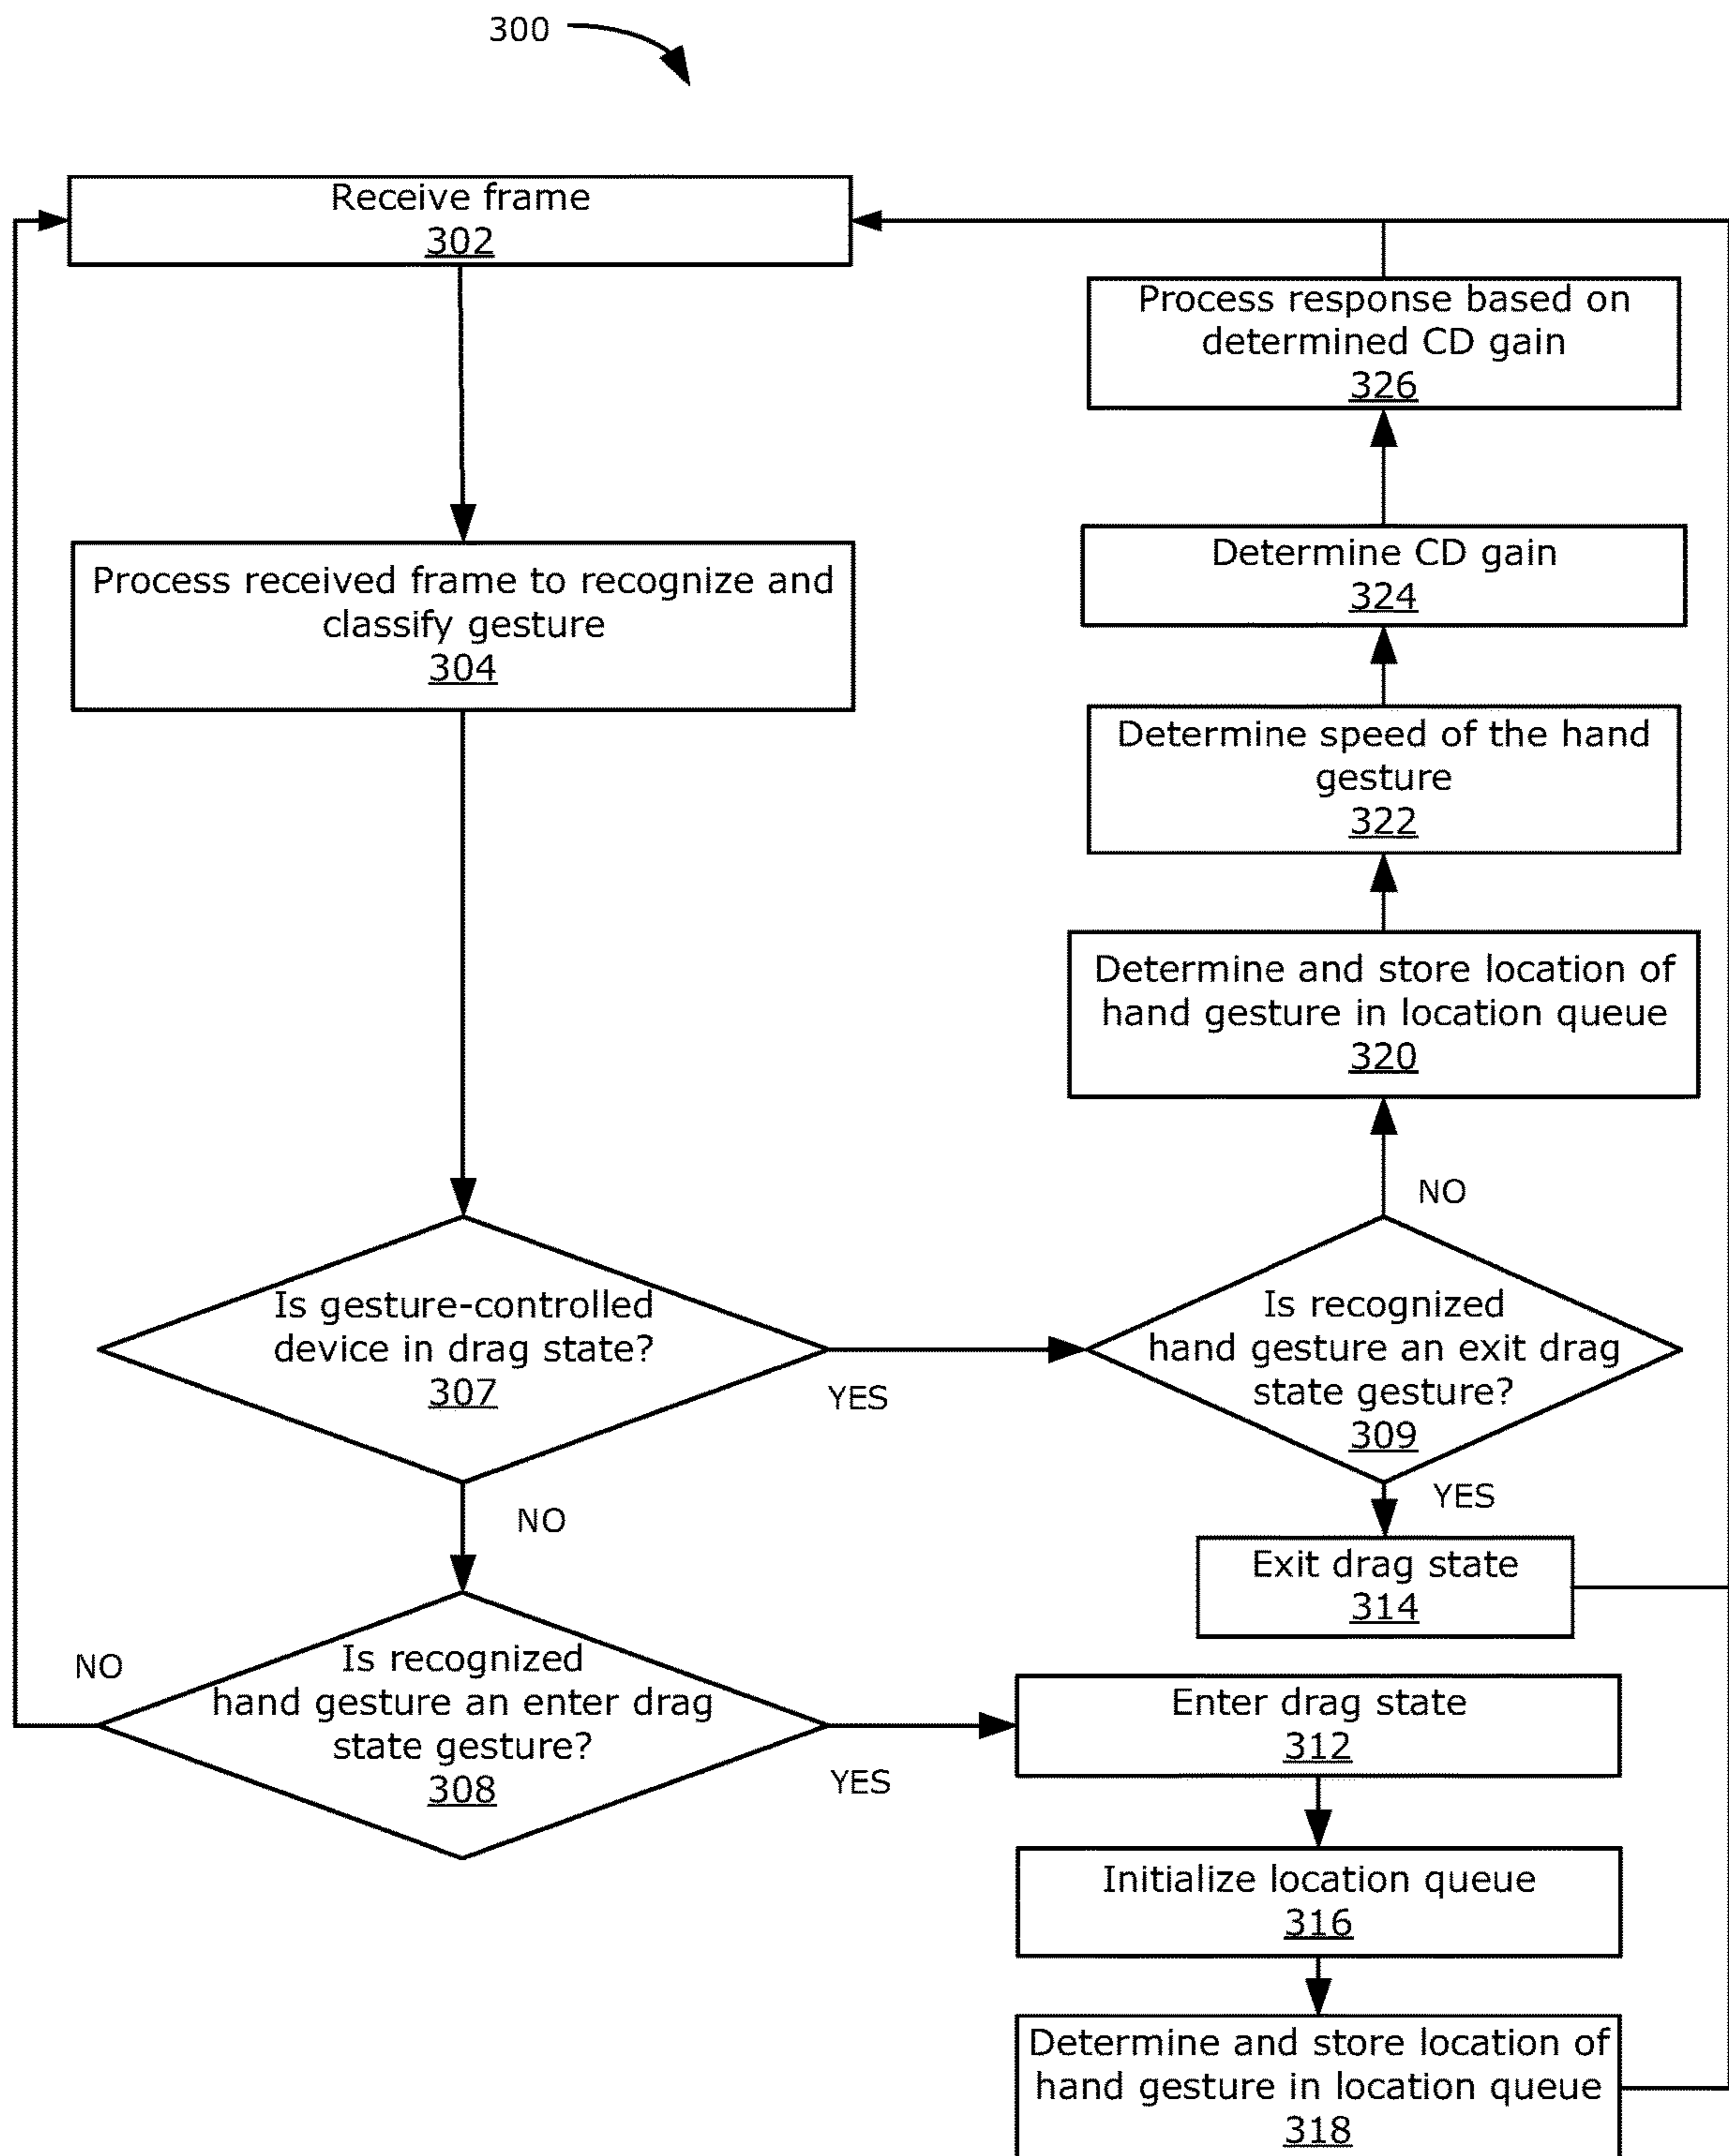 300
Receive frame
302
Process received frame to recognize and
classify gesture
304
Is gesture-controlled
device in drag state?
307
YES
NO
Is recognized
hand gesture an enter drag
state gesture?
308
NO
YES
Process response based on
determined CD gain
326
Determine CD gain
324
Determine speed of the hand
gesture
322
Determine and store location of
hand gesture in location queue
320
NO
Is recognized
hand gesture an exit drag
state gesture?
309
YES
Exit drag state
314
Enter drag state
312
Initialize location queue
316
Determine and store location of
hand gesture in location queue
318